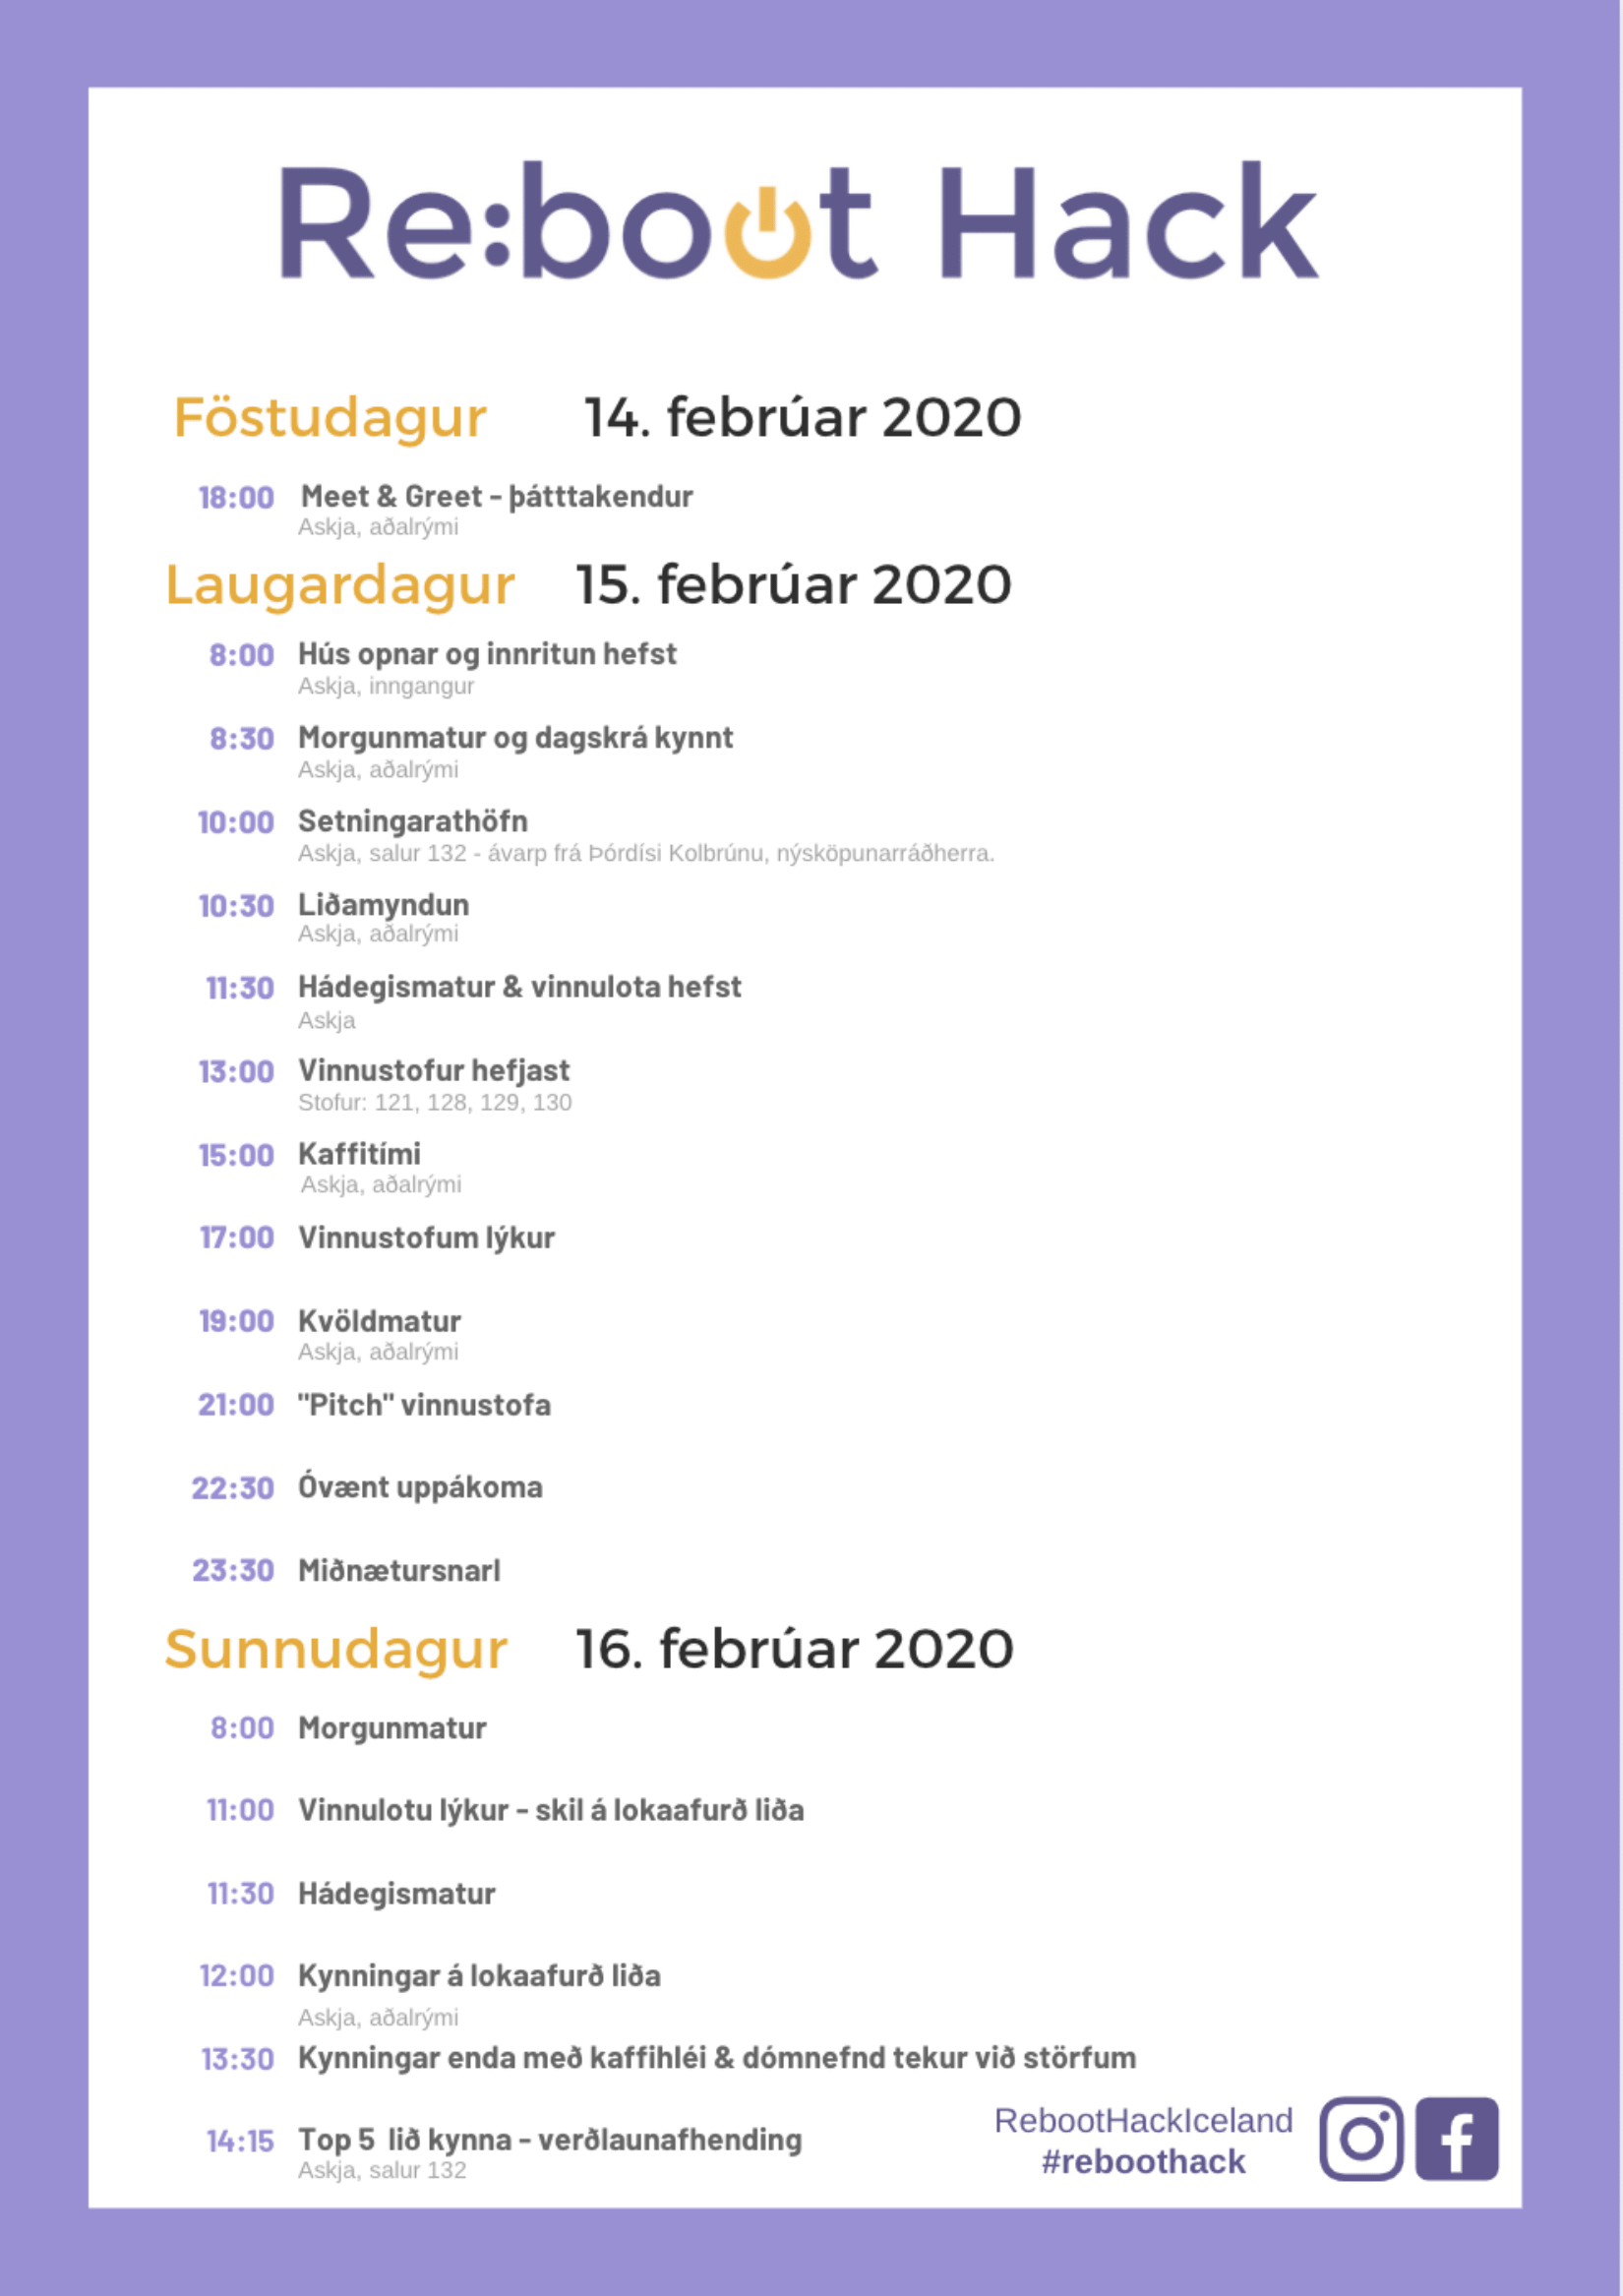 Re:boot Hack
Föstudagur 14. febrúar 2020
18:00 Meet & Greet - þátttakendur
Askja, aðalrými
Laugardagur 15. febrúar 2020
8:00 Hús opnar og innritun hefst
Askja, inngangur
8:30 Morgunmatur og dagskrá kynnt
Askja, aðalrými
10:00 Setningarathöfn
Askja, salur 132 - ávarp frá Þórdísi Kolbrúnu, nýsköpunarráðherra.
10:30 Liðamyndun
Askja, aðalrými
11:30 Hádegismatur & vinnulota hefst
Askja
13:00 Vinnustofur hefjast
Stofur: 121, 128, 129, 130
15:00 Kaffitími
Askja, aðalrými
17:00 Vinnustofum lýkur
19:00 Kvöldmatur
Askja, aðalrými
21:00 "Pitch" vinnustofa
22:30 Óvænt uppákoma
23:30 Miðnætursnarl
Sunnudagur 16. febrúar 2020
8:00 Morgunmatur
11:00 Vinnulotu lýkur - skil á lokaafurð liða
11:30 Hádegismatur
12:00 Kynningar á lokaafurð liða
Askja, aðalrými
13:30 Kynningar enda með kaffihléi & dómnefnd tekur við störfum
14:15 Top 5 lið kynna - verðlaunafhending
Askja, salur 132
RebootHackIceland
#reboothack